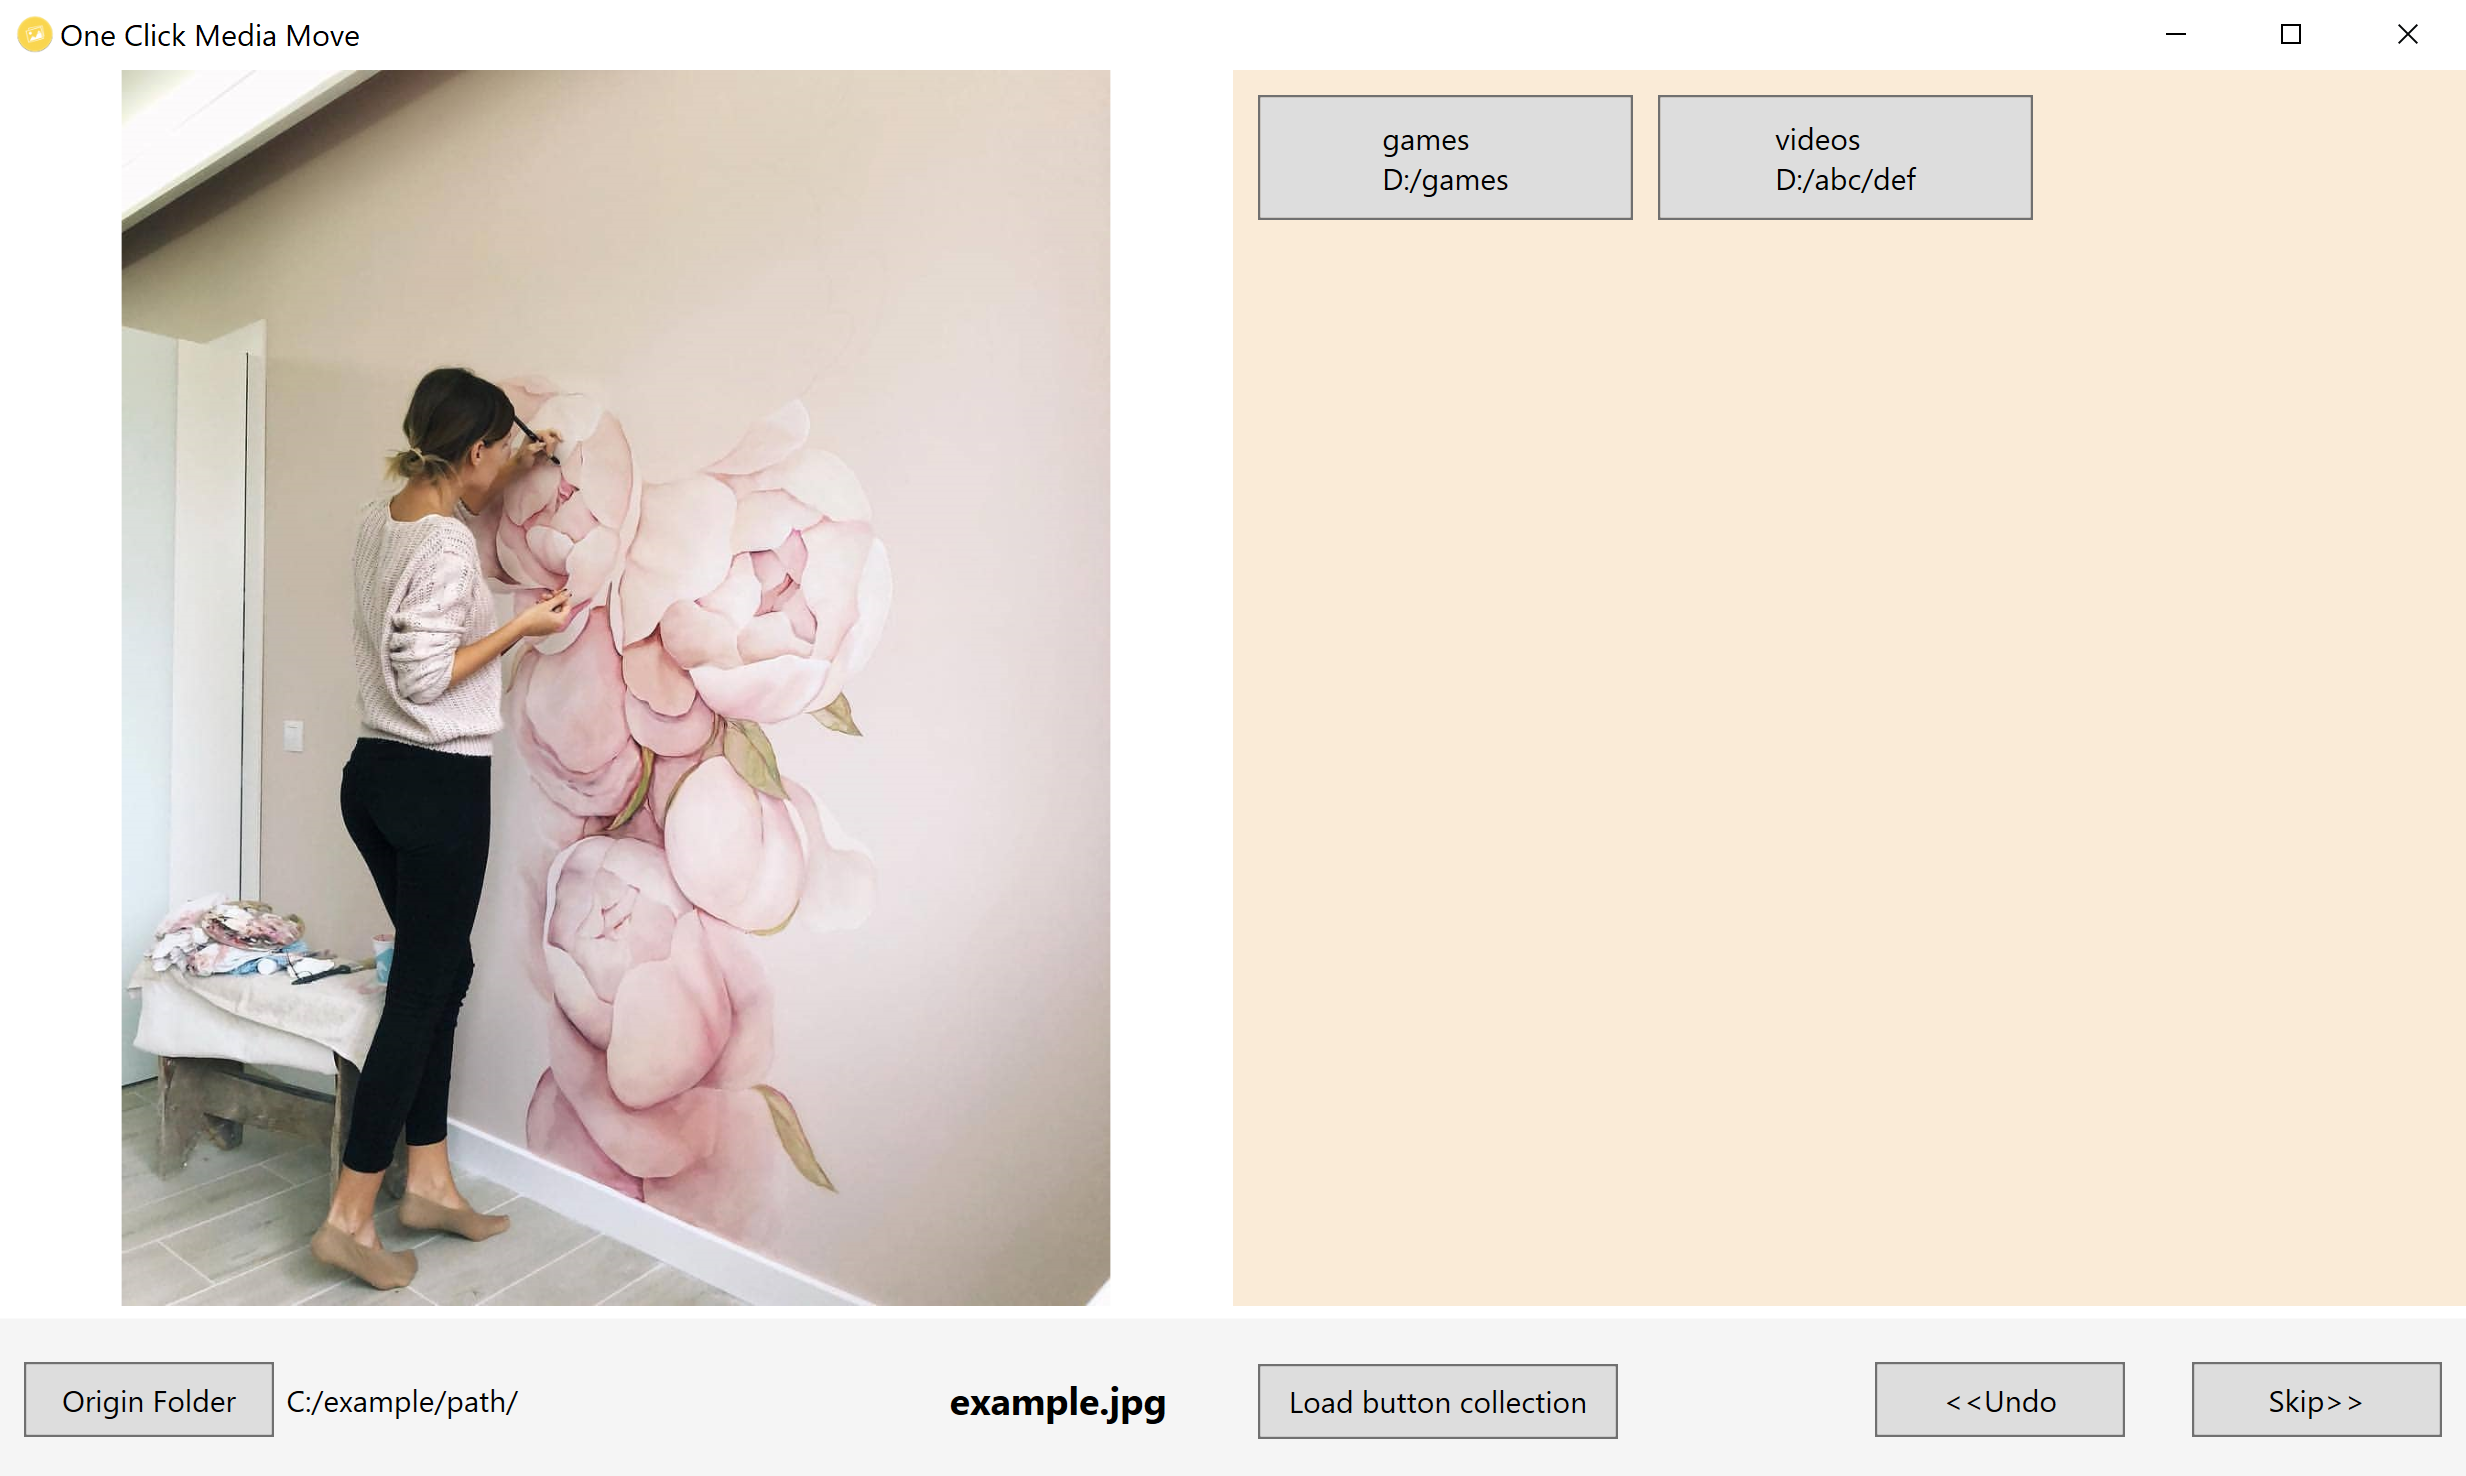 One Click Media Move
games
D:/games
videos
D:/abc/def
Origin Folder
C:/example/path/
example.jpg
Load button collection
<<Undo
Skip>>